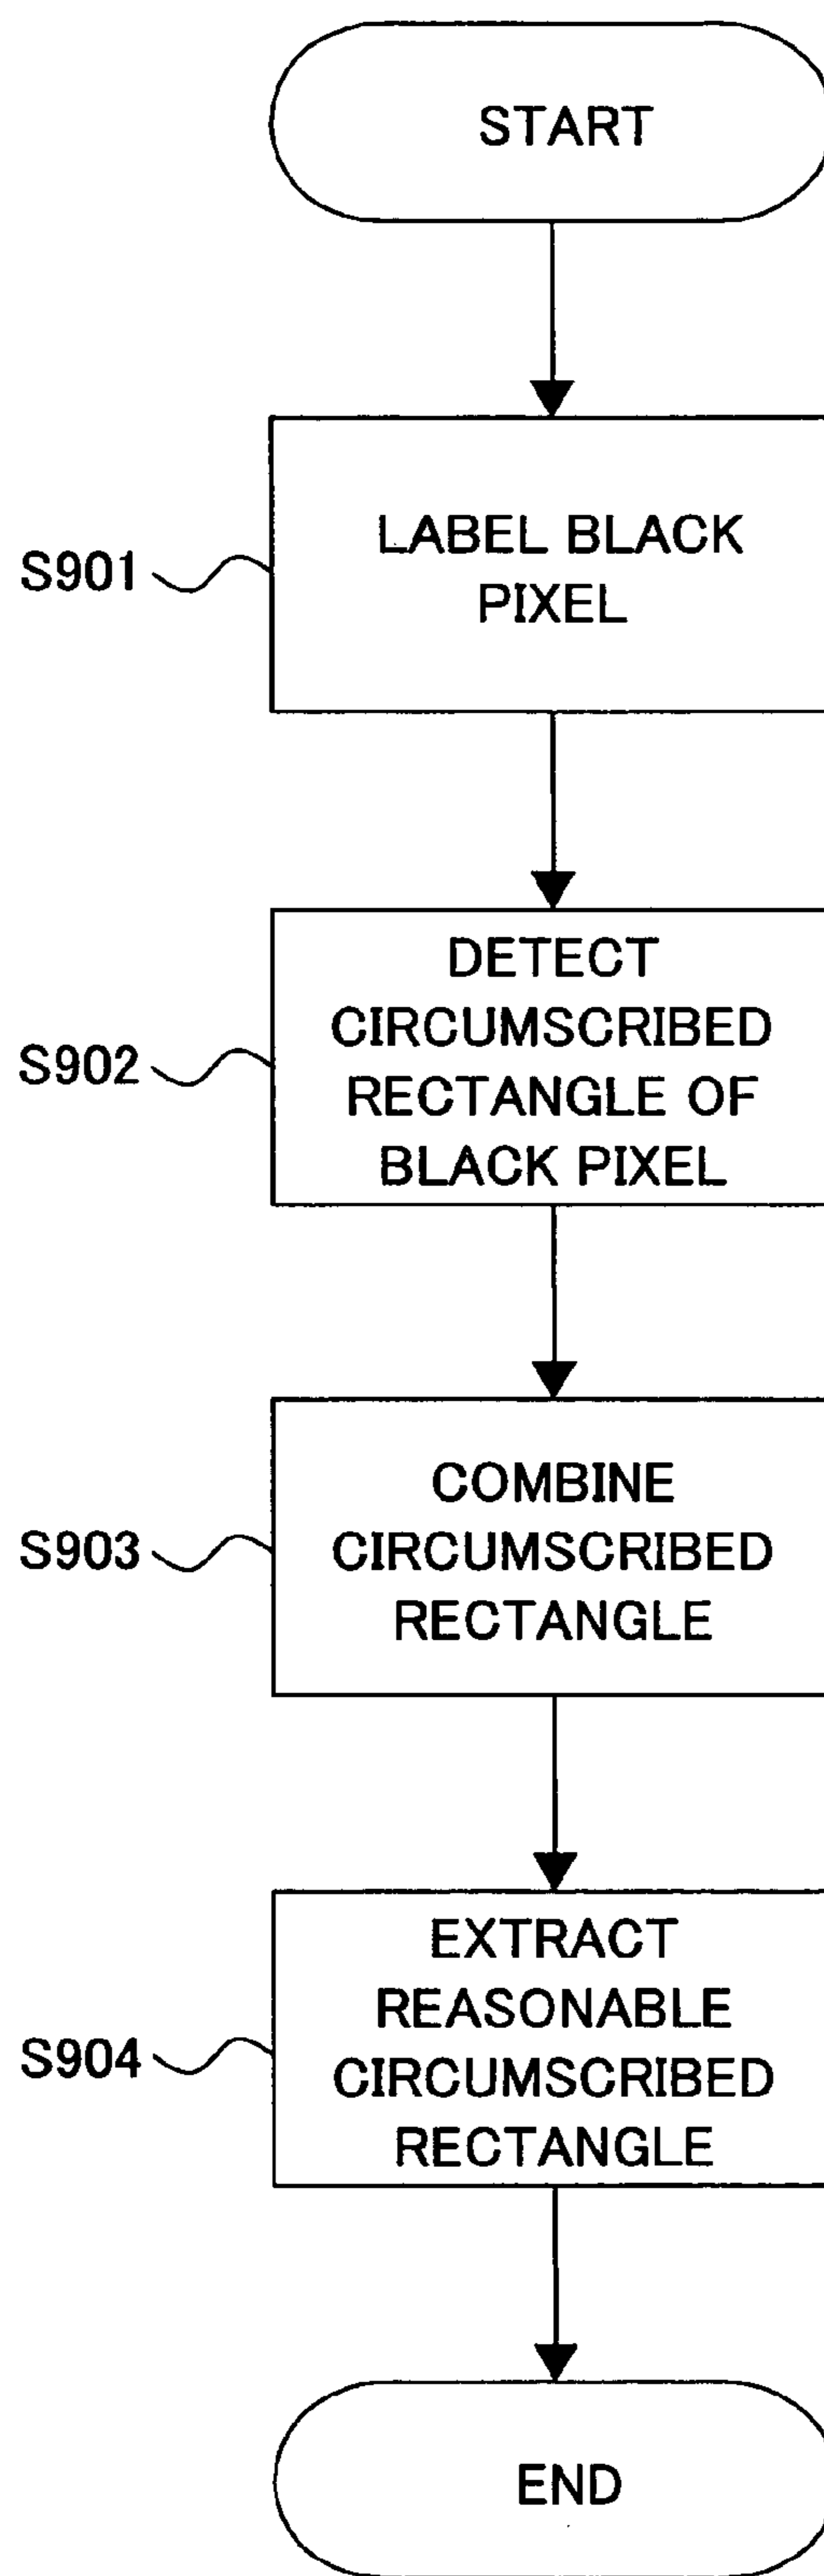 START
S901
LABEL BLACK
PIXEL
S902
DETECT
CIRCUMSCRIBED
RECTANGLE OF
BLACK PIXEL
S903
COMBINE
CIRCUMSCRIBED
RECTANGLE
S904
EXTRACT
REASONABLE
CIRCUMSCRIBED
RECTANGLE
END